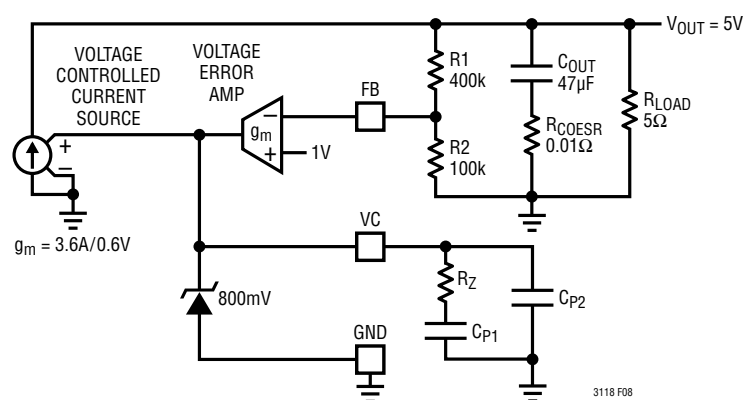 VOUT = 5V
VOLTAGE
CONTROLLED
CURRENT
SOURCE
VOLTAGE
ERROR
AMP
FB
R1
400k
COUT
47µF
RLOAD
5Ω
RCOESR
0.01Ω
gm
–
+
1V
R2
100k
+
–
gm = 3.6A/0.6V
VC
RZ
800mV
CP1
CP2
GND
3118 F08